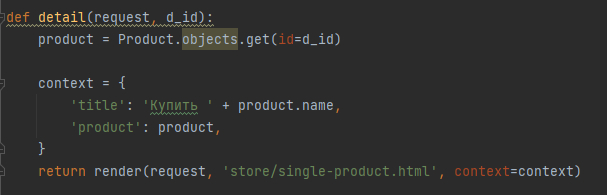 def detail(request, d_id):
    product = Product.objects.get(id=d_id)
    context = {
        'title': 'Купить ' + product.name,
        'product': product,
    }
    return render(request, 'store/single-product.html', context=context)